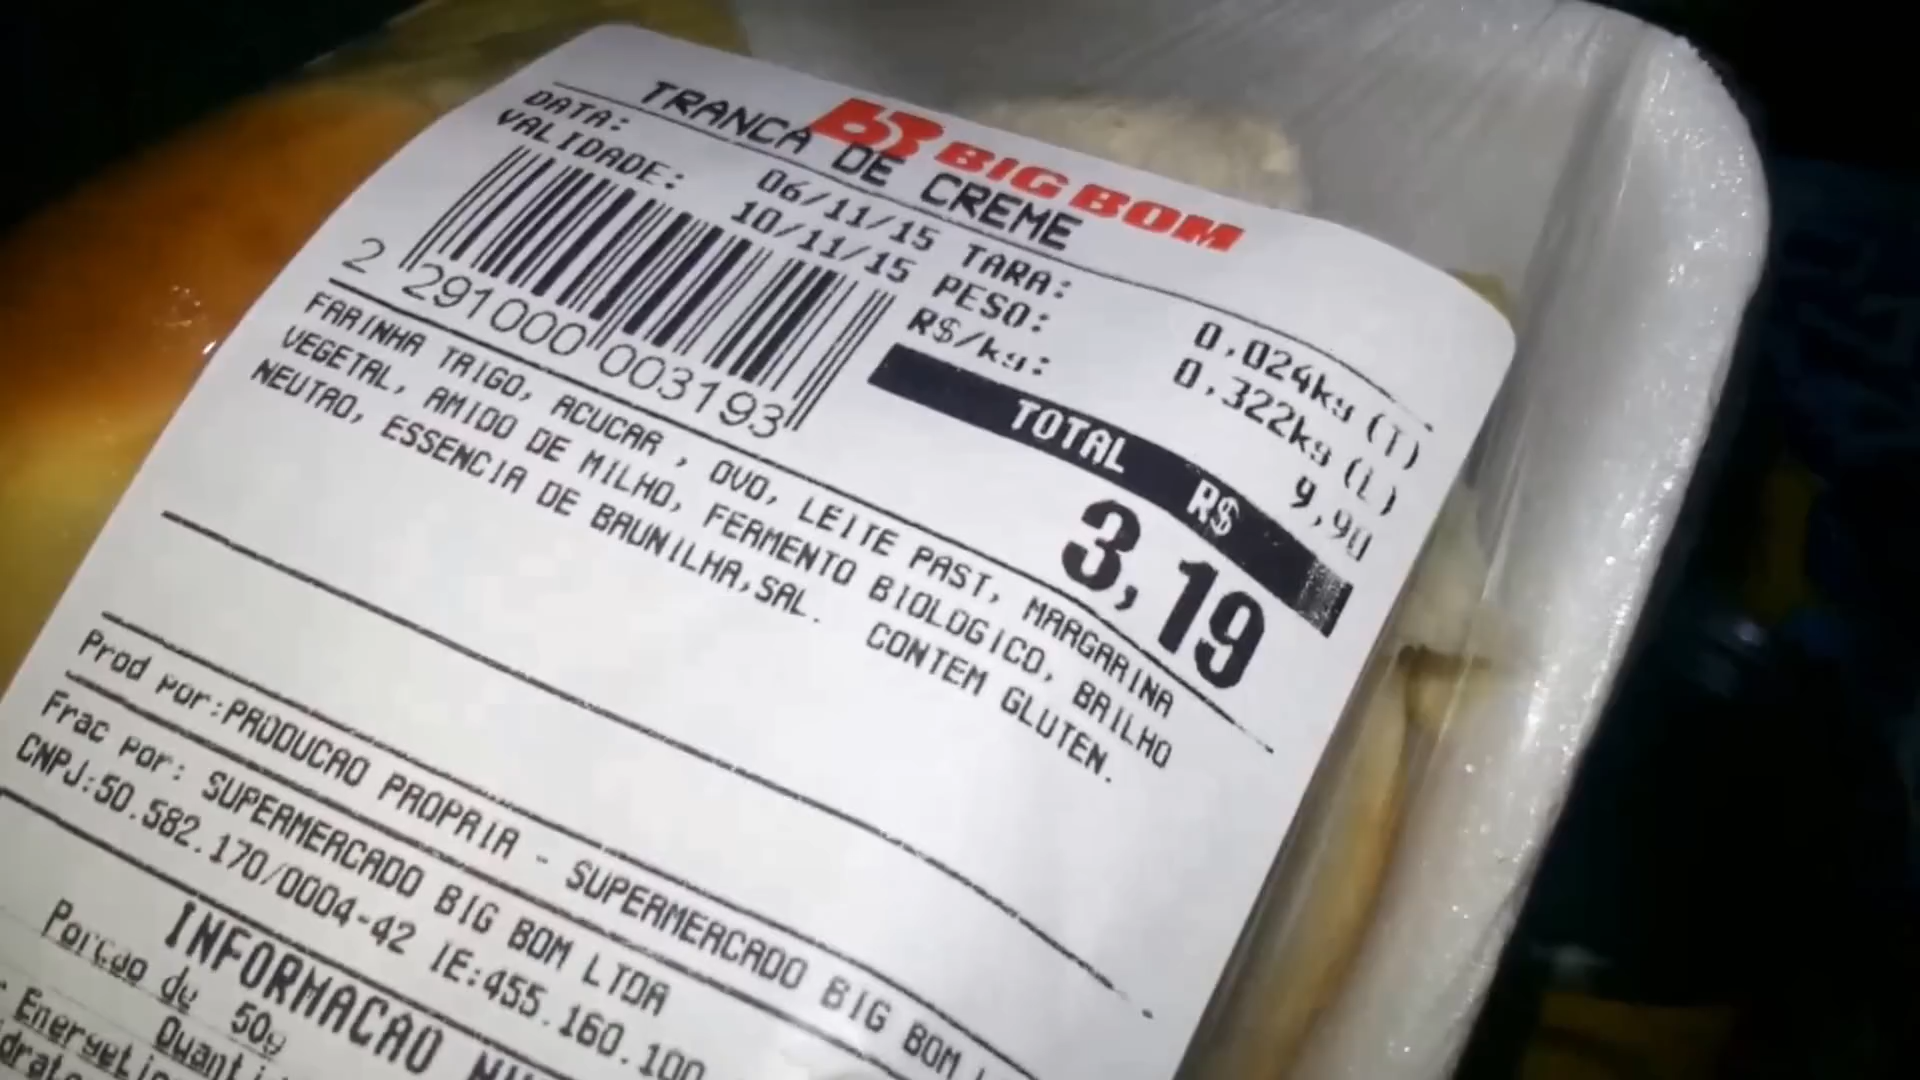 BIG BOM
TRANCA DE CREME
DATA: 06/11/15 TARA: 0,024kg (T)
VALIDADE: 10/11/15 PESO: 0,322kg (L)
R$/kg: 9,90
2 291000 003193
TOTAL R$
3,19
FARINHA TRIGO, ACUCAR , OVO, LEITE PAST, MARGARINA
VEGETAL, AMIDO DE MILHO, FERMENTO BIOLOGICO, BRILHO
NEUTRO, ESSENCIA DE BAUNILHA,SAL. CONTEM GLUTEN.
Prod por:PRODUCAO PROPRIA - SUPERMERCADO BIG BOM
Frac por: SUPERMERCADO BIG BOM LTDA
CNPJ:50.582.170/0004-42 IE:455.160.100
INFORMACAO
Porcao de 50g